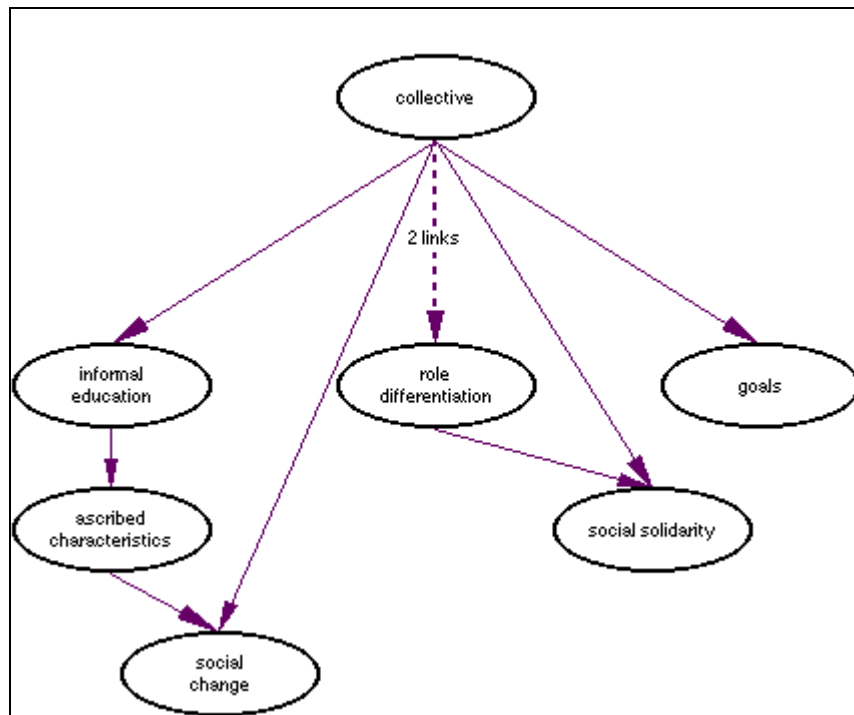 collective
2 links
informal
education
role
differentiation
goals
ascribed
characteristics
social solidarity
social
change